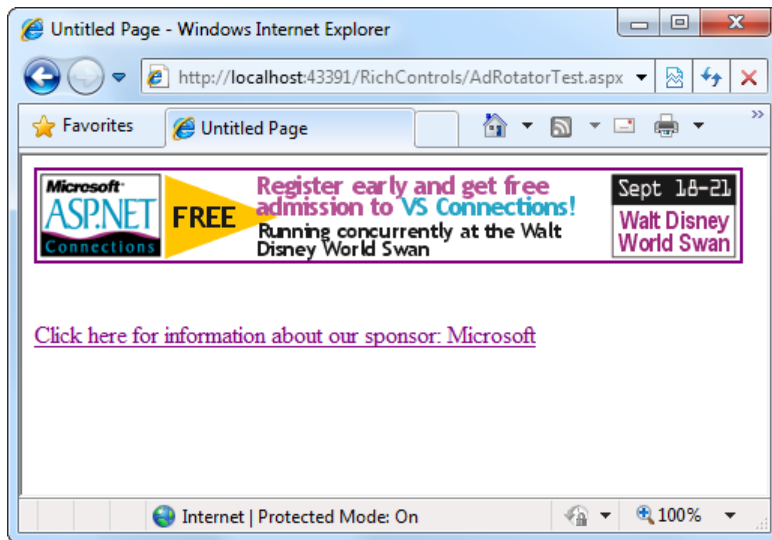 Untitled Page - Windows Internet Explorer
http://localhost:43391/RichControls/AdRotatorTest.aspx
Favorites
Untitled Page
Microsoft
ASP.NET
Connections
FREE
Register early and get free
admission to VS Connections!
Running concurrently at the Walt
Disney World Swan
Sept 18-21
Walt Disney
World Swan
Click here for information about our sponsor: Microsoft
Internet | Protected Mode: On
100%